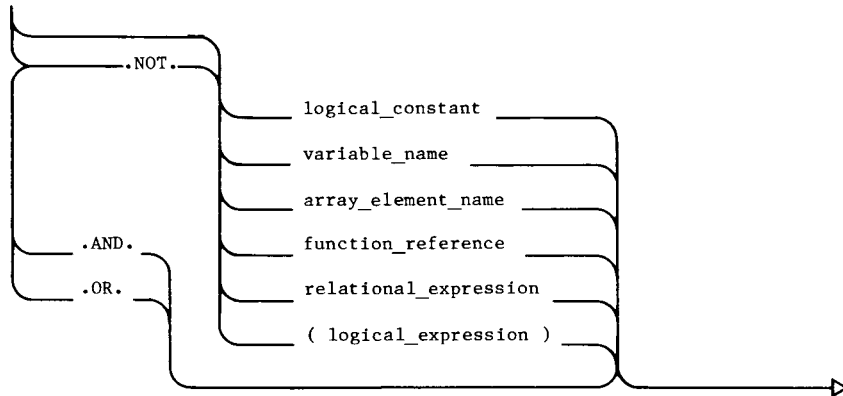 .NOT.
logical_constant
variable_name
array_element_name
function_reference
.AND.
.OR.
relational_expression
( logical_expression )